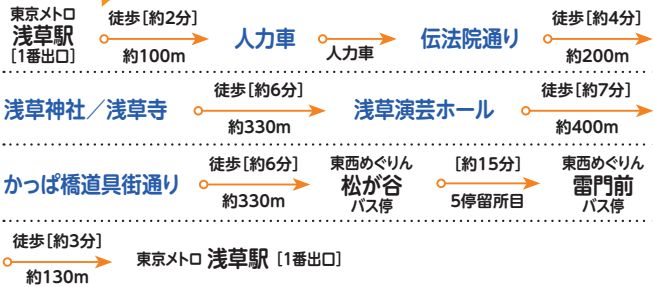 東京メトロ
浅草駅
[1番出口]
徒歩[約2分]
約100m
人力車
人力車
伝法院通り
徒歩[約4分]
約200m
浅草神社／浅草寺
徒歩[約6分]
約330m
浅草演芸ホール
徒歩[約7分]
約400m
かっぱ橋道具街通り
徒歩[約6分]
約330m
東西めぐりん
松が谷
バス停
[約15分]
5停留所目
東西めぐりん
雷門前
バス停
徒歩[約3分]
約130m
東京メトロ 浅草駅 [1番出口]